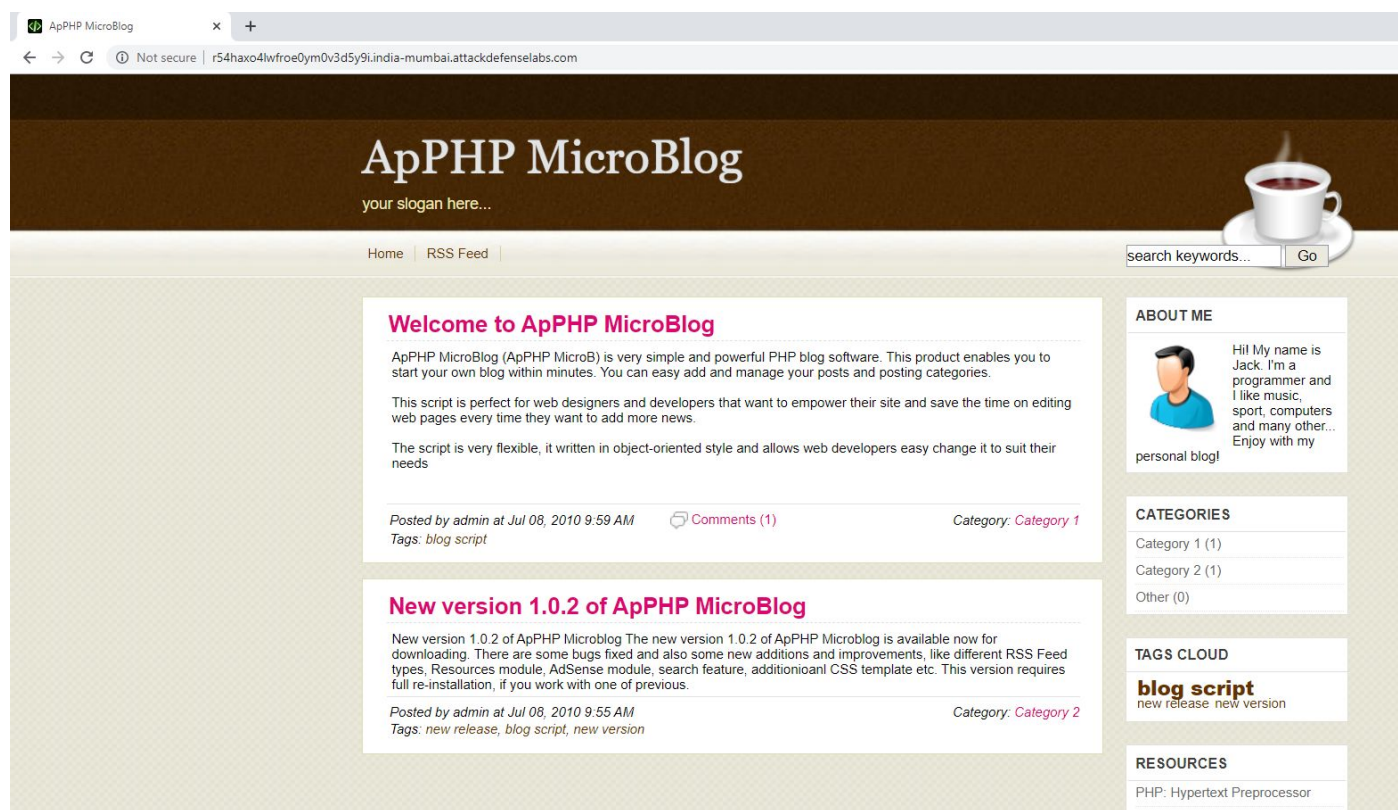 ApPHP MicroBlog
Not secure
r54haxo4lwfroe0ym0v3d5y9i.india-mumbai.attackdefenselabs.com
ApPHP MicroBlog
your slogan here...
Home
RSS Feed
search keywords...
Go
Welcome to ApPHP MicroBlog
ApPHP MicroBlog (ApPHP MicroB) is very simple and powerful PHP blog software. This product enables you to
start your own blog within minutes. You can easy add and manage your posts and posting categories.
This script is perfect for web designers and developers that want to empower their site and save the time on editing
web pages every time they want to add more news.
The script is very flexible, it written in object-oriented style and allows web developers easy change it to suit their
needs
Posted by admin at Jul 08, 2010 9:59 AM
Comments (1)
Category: Category 1
Tags: blog script
New version 1.0.2 of ApPHP MicroBlog
New version 1.0.2 of ApPHP Microblog The new version 1.0.2 of ApPHP Microblog is available now for
downloading. There are some bugs fixed and also some new additions and improvements, like different RSS Feed
types, Resources module, AdSense module, search feature, additionioanl CSS template etc. This version requires
full re-installation, if you work with one of previous.
Posted by admin at Jul 08, 2010 9:55 AM
Category: Category 2
Tags: new release, blog script, new version
ABOUT ME
Hi! My name is
Jack. I'm a
programmer and
I like music,
sport, computers
and many other...
Enjoy with my
personal blog!
CATEGORIES
Category 1 (1)
Category 2 (1)
Other (0)
TAGS CLOUD
blog script
new release new version
RESOURCES
PHP: Hypertext Preprocessor